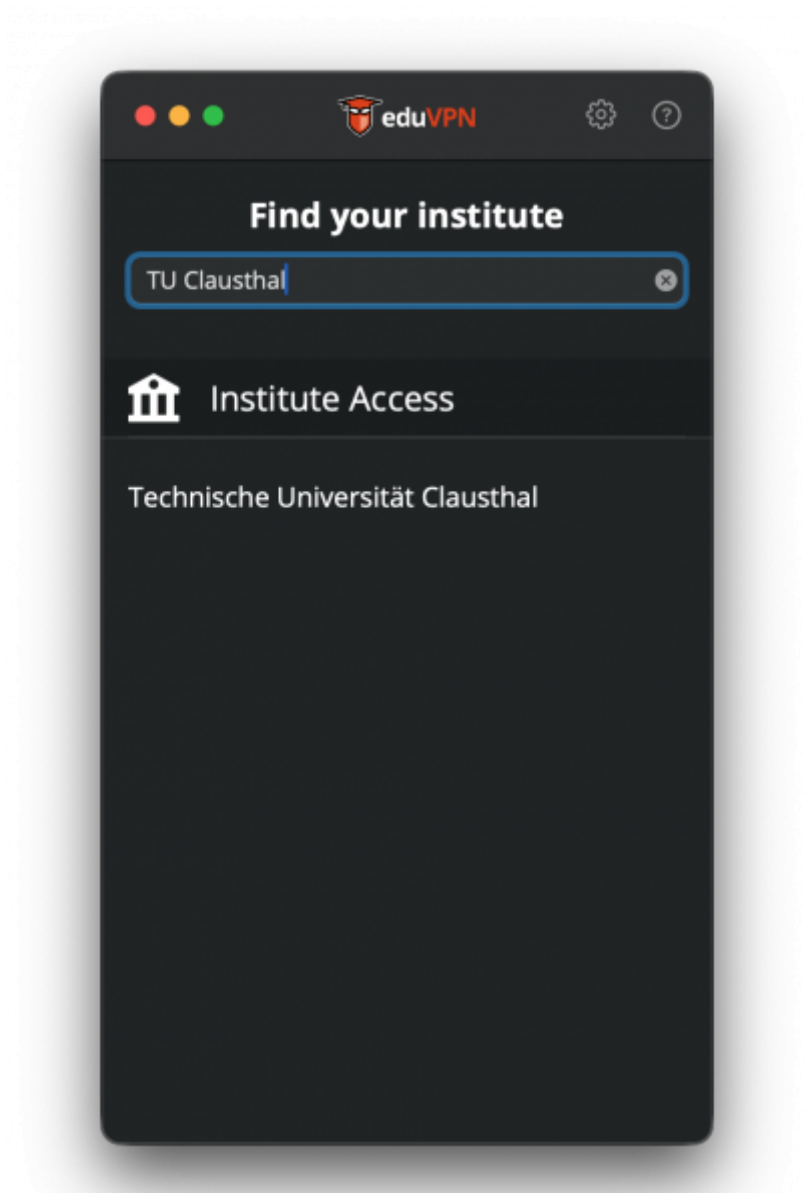 eduVPN
?
Find your institute
TU Clausthal
Institute Access
Technische Universität Clausthal